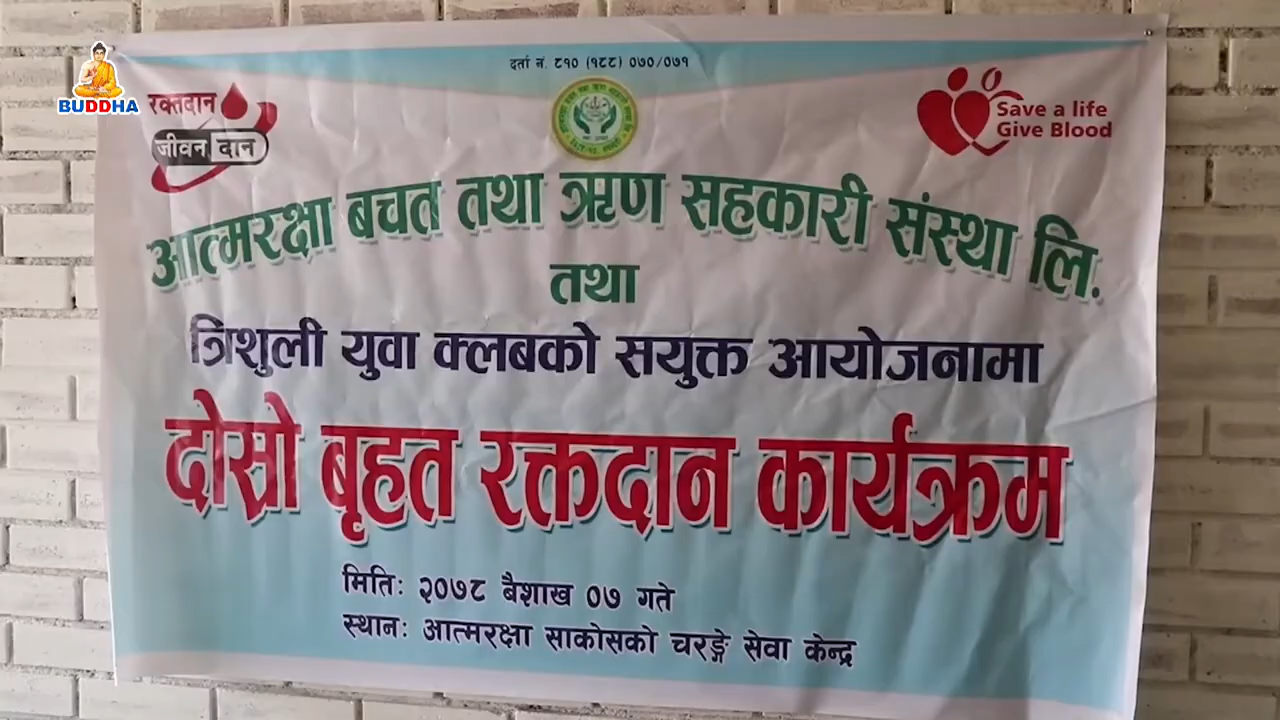 BUDDHA
दर्ता न. ८१० (१८८) ०७०/०७१
रक्तदान
जीवन दान
Save a life
Give Blood
आत्मरक्षा बचत तथा ऋण सहकारी संस्था लि.
तथा
त्रिशुली युवा क्लबको सयुक्त आयोजनामा
दोस्रो बृहत रक्तदान कार्यक्रम
मितिः २०७८ बैशाख ०७ गते
स्थानः आत्मरक्षा साकोसको चरङ्गे सेवा केन्द्र